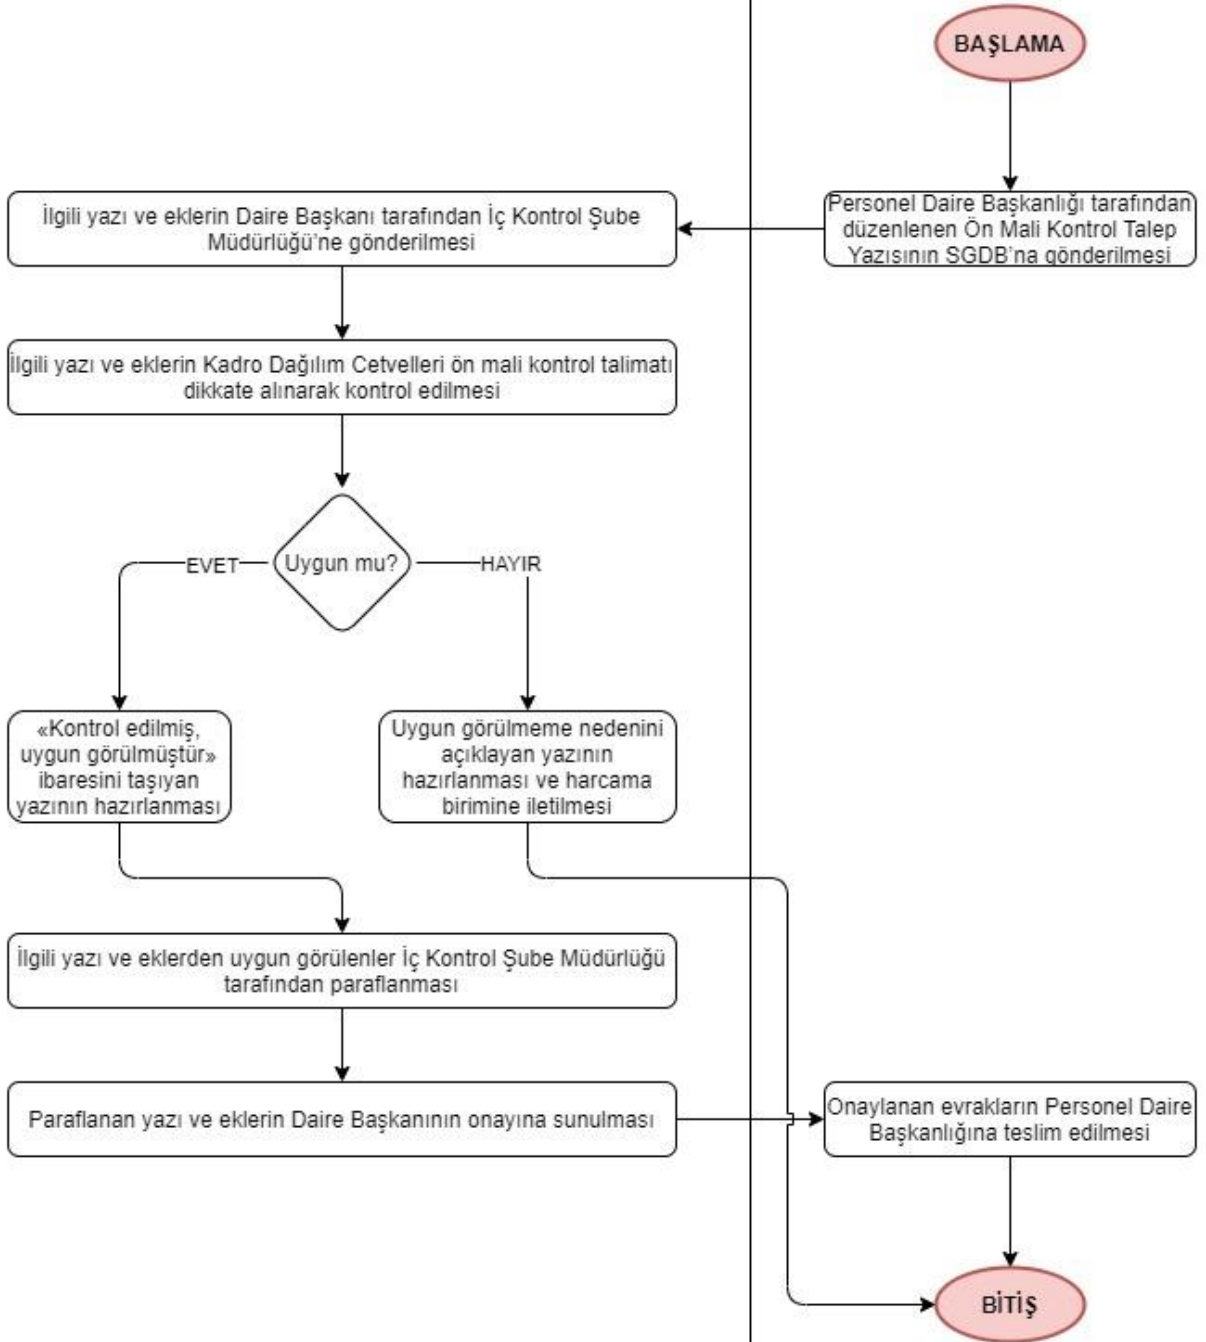 BAŞLAMA
Personel Daire Başkanlığı tarafından
düzenlenen Ön Mali Kontrol Talep
Yazısının SGDB'na gönderilmesi
İlgili yazı ve eklerin Daire Başkanı tarafından İç Kontrol Şube
Müdürlüğü'ne gönderilmesi
İlgili yazı ve eklerin Kadro Dağılım Cetvelleri ön mali kontrol talimatı
dikkate alınarak kontrol edilmesi
Uygun mu?
EVET
HAYIR
«Kontrol edilmiş,
uygun görülmüştür»
ibaresini taşıyan
yazının hazırlanması
Uygun görülmeme nedenini
açıklayan yazının
hazırlanması ve harcama
birimine iletilmesi
İlgili yazı ve eklerden uygun görülenler İç Kontrol Şube Müdürlüğü
tarafından paraflanması
Paraflanan yazı ve eklerin Daire Başkanının onayına sunulması
Onaylanan evrakların Personel Daire
Başkanlığına teslim edilmesi
BİTİŞ